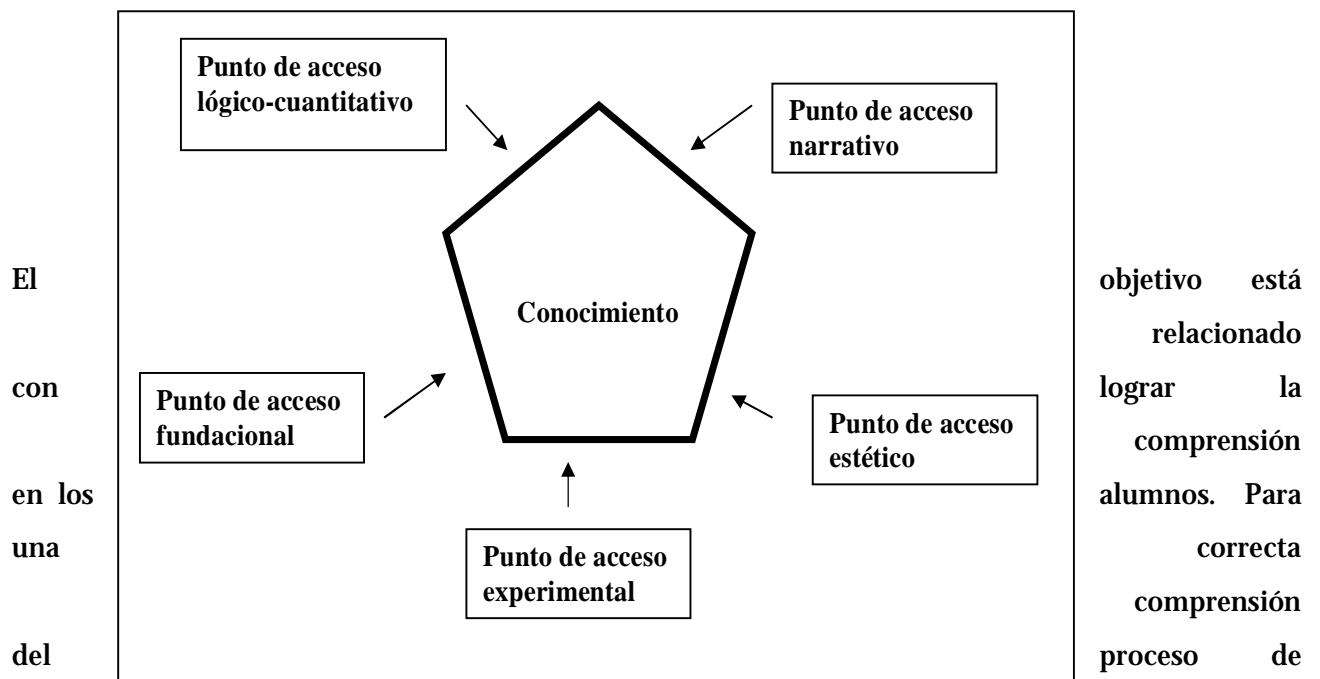 Punto de acceso
lógico-cuantitativo
Punto de acceso
narrativo
Conocimiento
Punto de acceso
fundacional
Punto de acceso
estético
Punto de acceso
experimental
El objetivo está
relacionado
con lograr la
comprensión
en los alumnos. Para
una correcta
comprensión
del proceso de